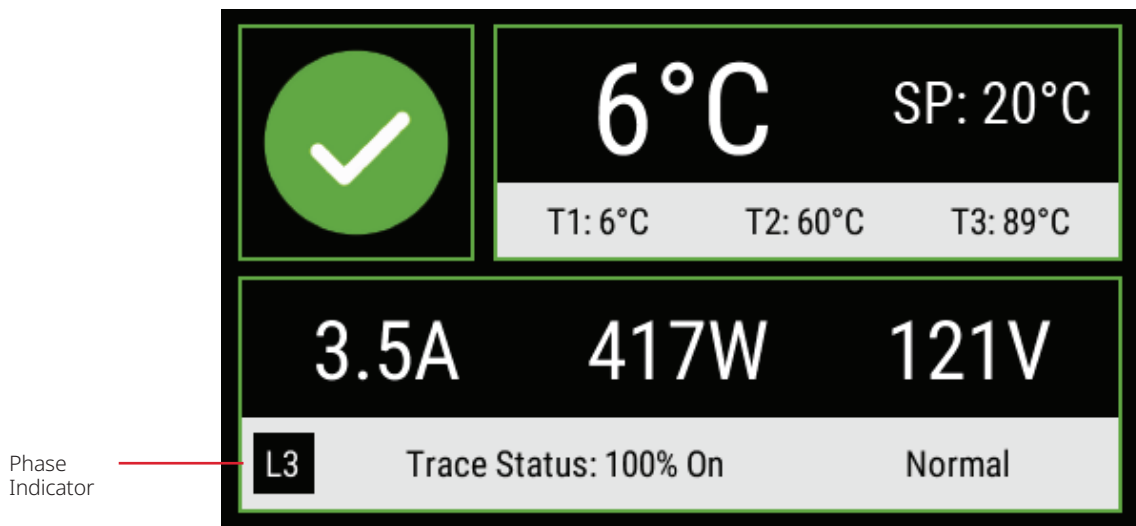 6°C
SP: 20°C
T1: 6°C T2: 60°C T3: 89°C
3.5A 417W 121V
Phase
Indicator
L3 Trace Status: 100% On Normal